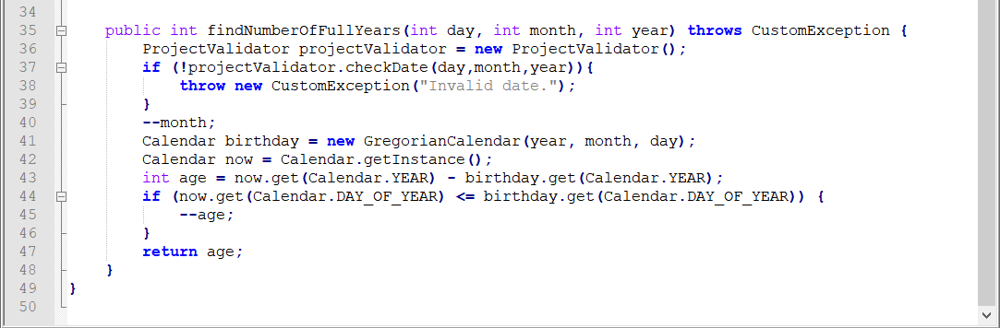 34
35 public int findNumberOfFullYears(int day, int month, int year) throws CustomException {
36 ProjectValidator projectValidator = new ProjectValidator();
37 if (!projectValidator.checkDate(day,month,year)){
38 throw new CustomException("Invalid date.");
39 }
40 --month;
41 Calendar birthday = new GregorianCalendar(year, month, day);
42 Calendar now = Calendar.getInstance();
43 int age = now.get(Calendar.YEAR) - birthday.get(Calendar.YEAR);
44 if (now.get(Calendar.DAY_OF_YEAR) <= birthday.get(Calendar.DAY_OF_YEAR)) {
45 --age;
46 }
47 return age;
48 }
49 }
50